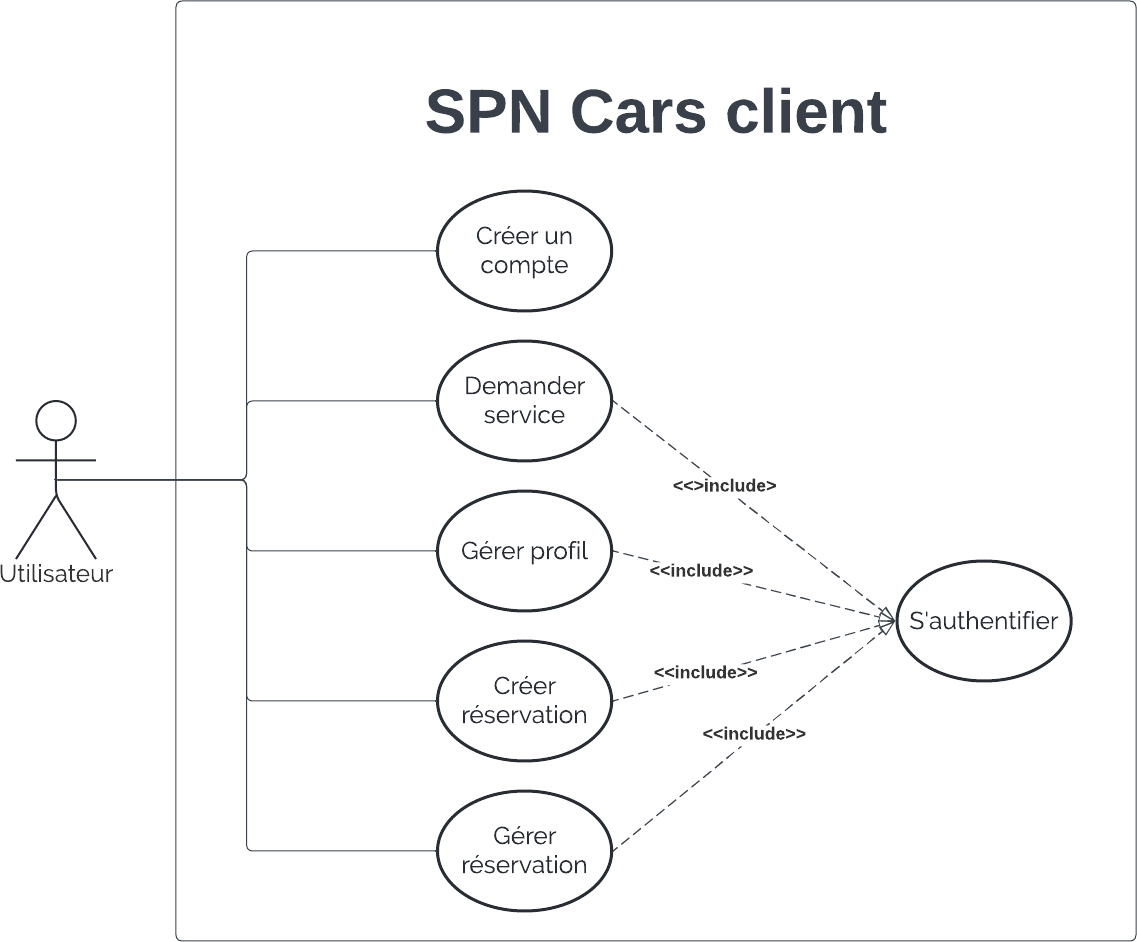 SPN Cars client
Créer un
compte
Demander
service
<<>include>
Gérer profil
<<include>>
Utilisateur
S'authentifier
Créer
réservation
<<include>>
<<include>>
Gérer
réservation